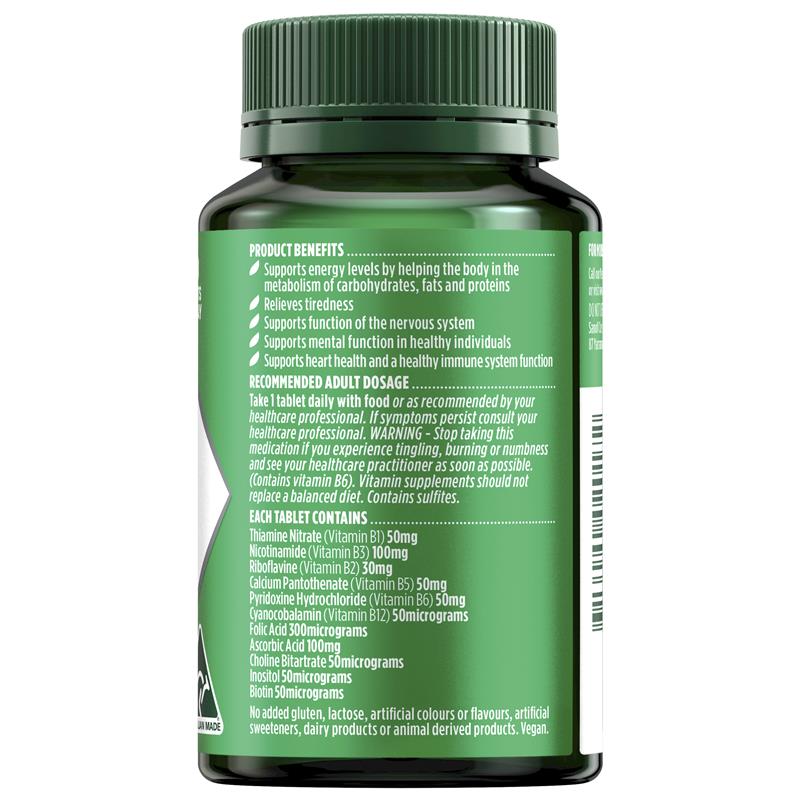 PRODUCT BENEFITS
Supports energy levels by helping the body in the
metabolism of carbohydrates, fats and proteins
Relieves tiredness
Supports function of the nervous system
Supports mental function in healthy individuals
Supports heart health and a healthy immune system function
RECOMMENDED ADULT DOSAGE
Take 1 tablet daily with food or as recommended by your
healthcare professional. If symptoms persist consult your
healthcare professional. WARNING - Stop taking this
medication if you experience tingling, burning or numbness
and see your healthcare practitioner as soon as possible.
(Contains vitamin B6). Vitamin supplements should not
replace a balanced diet. Contains sulfites.
EACH TABLET CONTAINS
Thiamine Nitrate (Vitamin B1) 50mg
Nicotinamide (Vitamin B3) 100mg
Riboflavine (Vitamin B2) 30mg
Calcium Pantothenate (Vitamin B5) 50mg
Pyridoxine Hydrochloride (Vitamin B6) 50mg
Cyanocobalamin (Vitamin B12) 50micrograms
Folic Acid 300micrograms
Ascorbic Acid 100mg
Choline Bitartrate 50micrograms
Inositol 50micrograms
Biotin 50micrograms
No added gluten, lactose, artificial colours or flavours, artificial
sweeteners, dairy products or animal derived products. Vegan.
MADE
FOR
Call
or
DO NOT
87